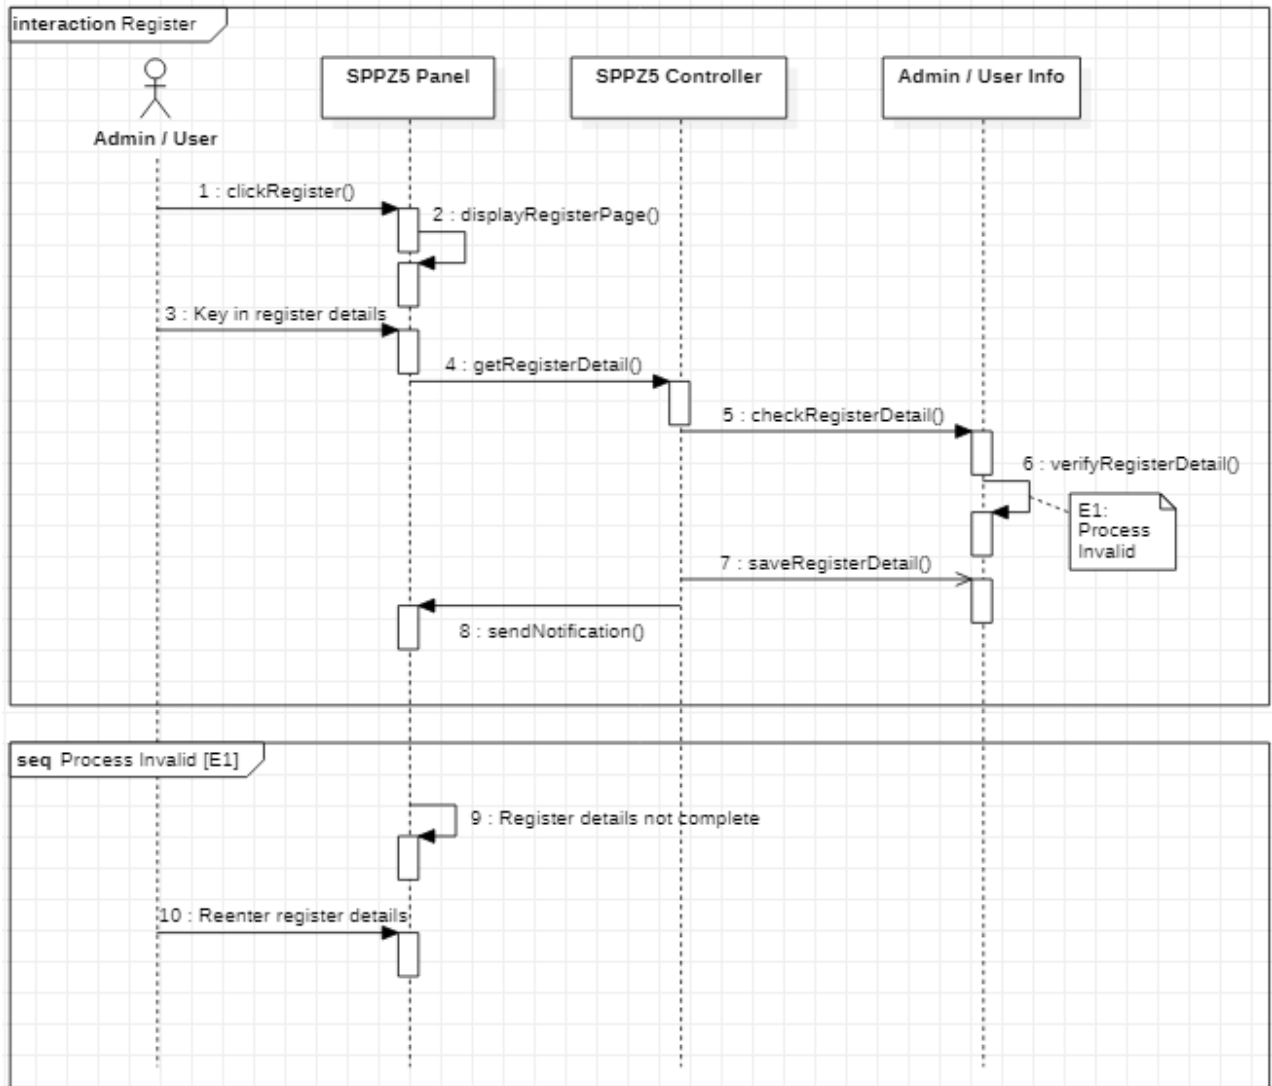 interaction Register
SPPZ5 Panel
SPPZ5 Controller
Admin / User Info
Admin / User
1 : clickRegister()
2 : displayRegisterPage()
3 : Key in register details
4 : getRegisterDetail()
5 : checkRegisterDetail()
6 : verifyRegisterDetail()
E1:
Process
Invalid
7 : saveRegisterDetail()
8 : sendNotification()
seq Process Invalid [E1]
9 : Register details not complete
10 : Reenter register details